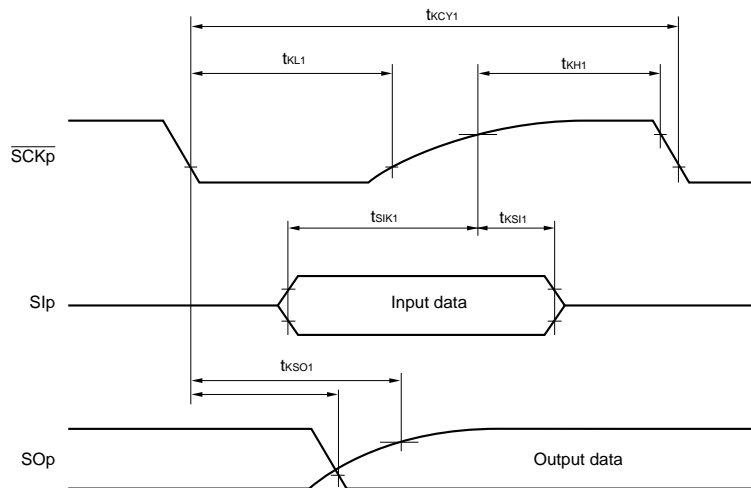 tKCY1
tKL1
tKH1
SCKp
tSIK1
tKSI1
SIp
Input data
tKSO1
SOp
Output data